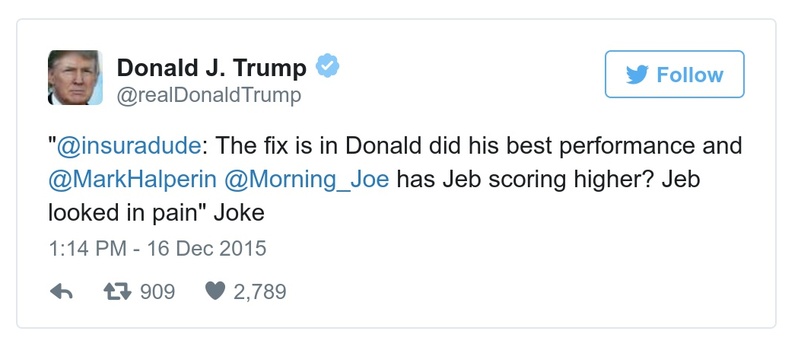 Donald J. Trump
@realDonaldTrump
Follow
"@insuradude: The fix is in Donald did his best performance and
@MarkHalperin @Morning_Joe has Jeb scoring higher? Jeb
looked in pain" Joke
1:14 PM - 16 Dec 2015
909 2,789